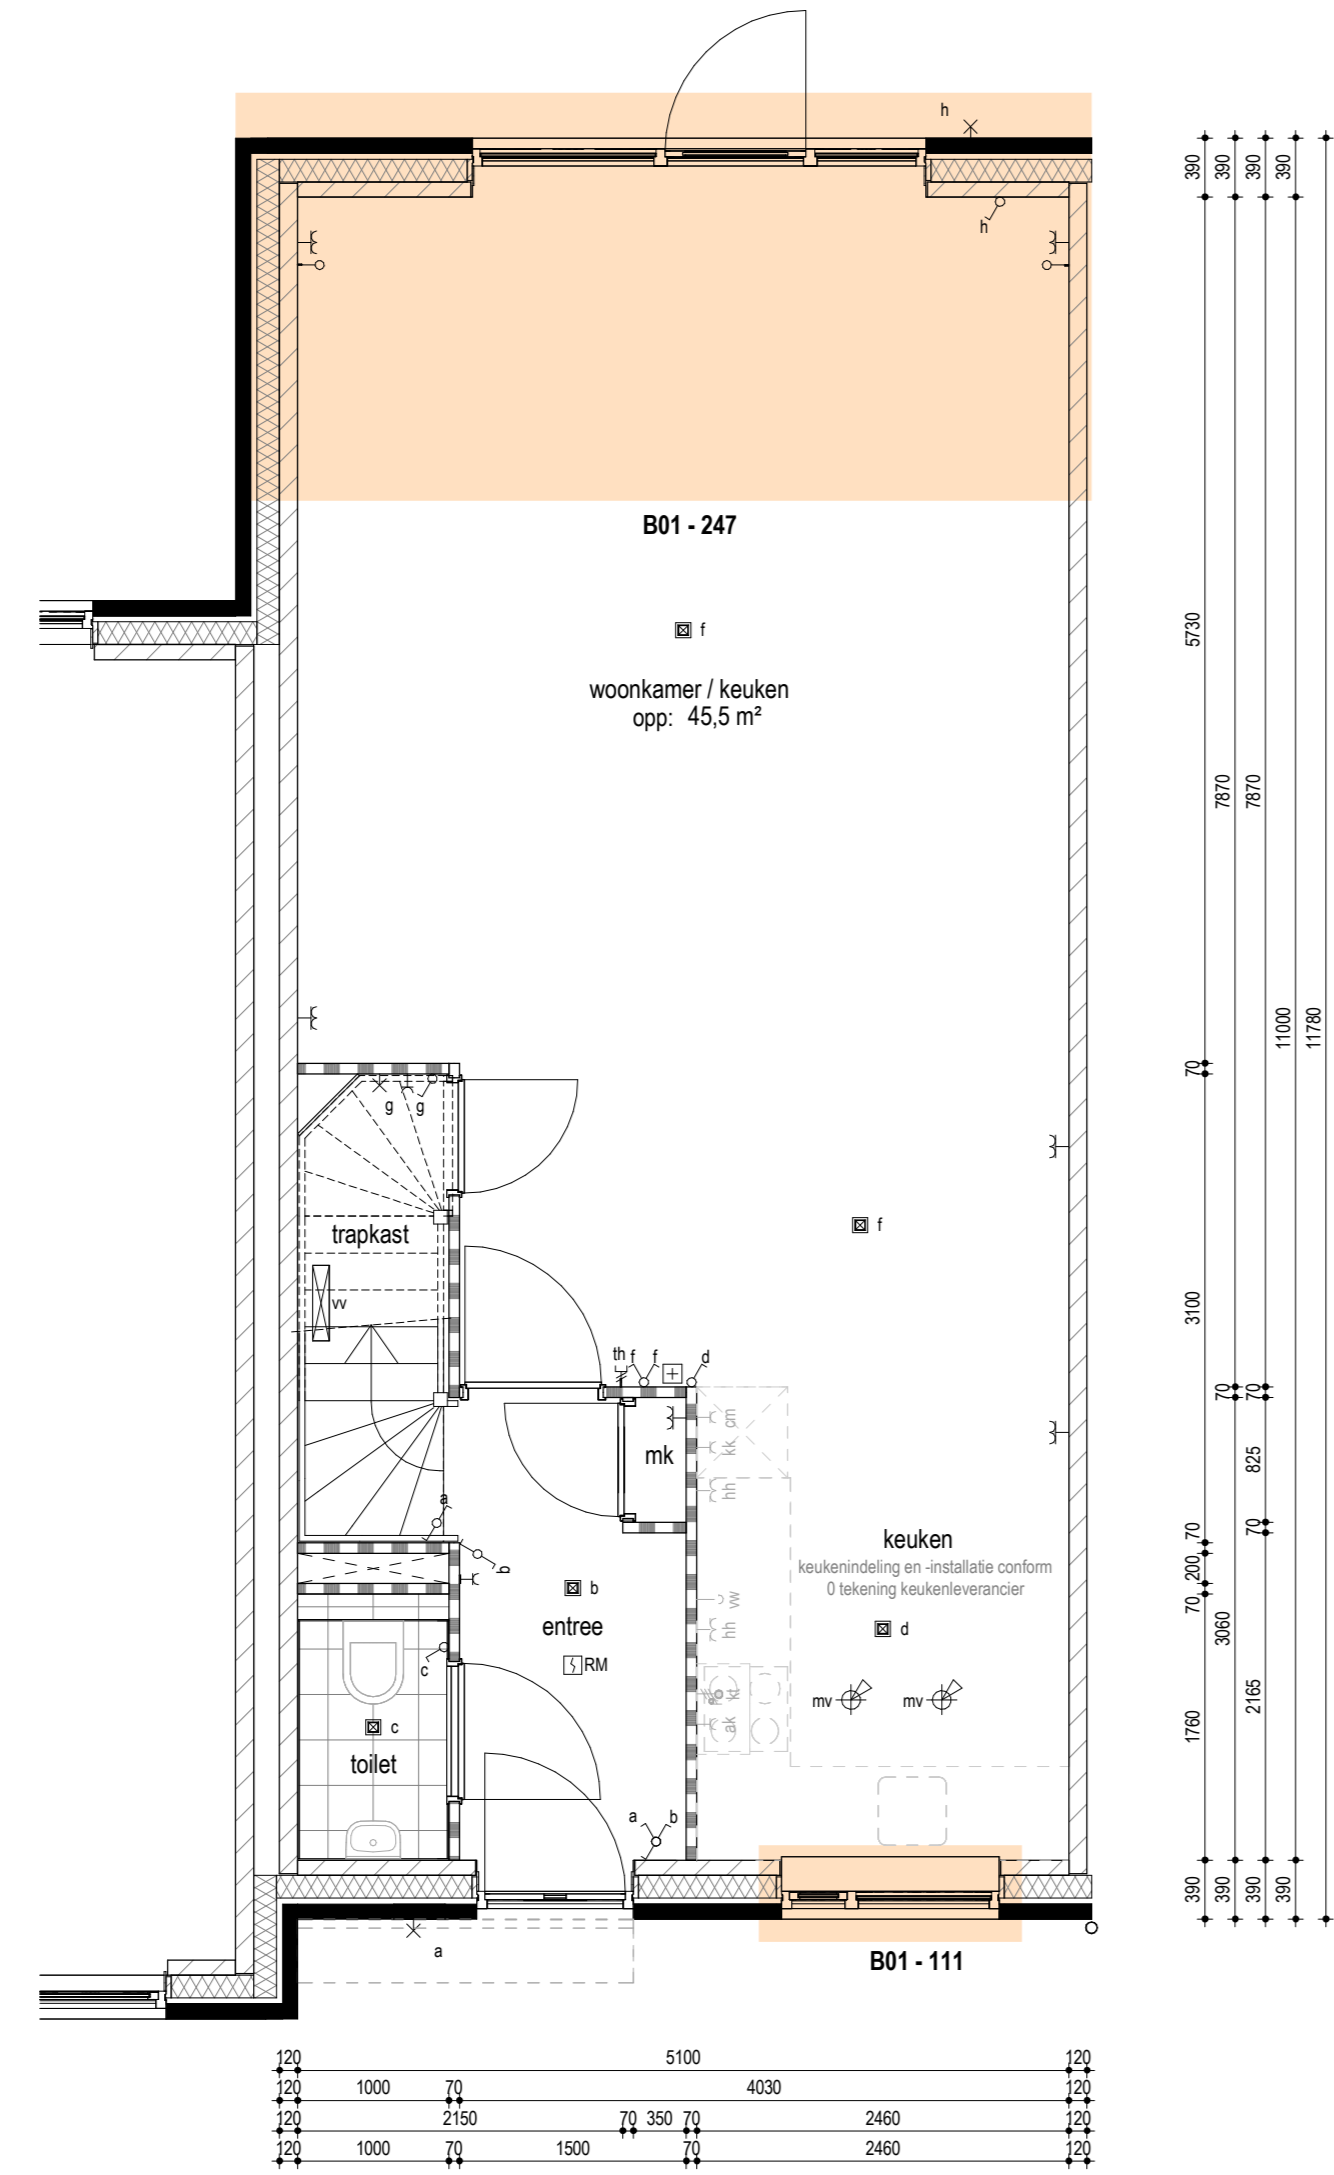 h
h
390 390 390 390
B01 - 247
f
woonkamer / keuken
opp: 45,5 m²
5730
7870 7870
11000 11780
70
g g
trapkast
f
vv
3100
th f f d
70 70
mk
cm
kk
hh
825
a
keuken
keukenindeling en -installatie conform
0 tekening keukenleverancier
b
b
entree
RM
vw
hh
d
70
70
200
70
3060
c
c
toilet
mv mv
kt
ak
1760
2165
a b
390 390 390 390
a
B01 - 111
120 5100 120
120 1000 70 4030 120
120 2150 70 350 70 2460 120
120 1000 70 1500 70 2460 120